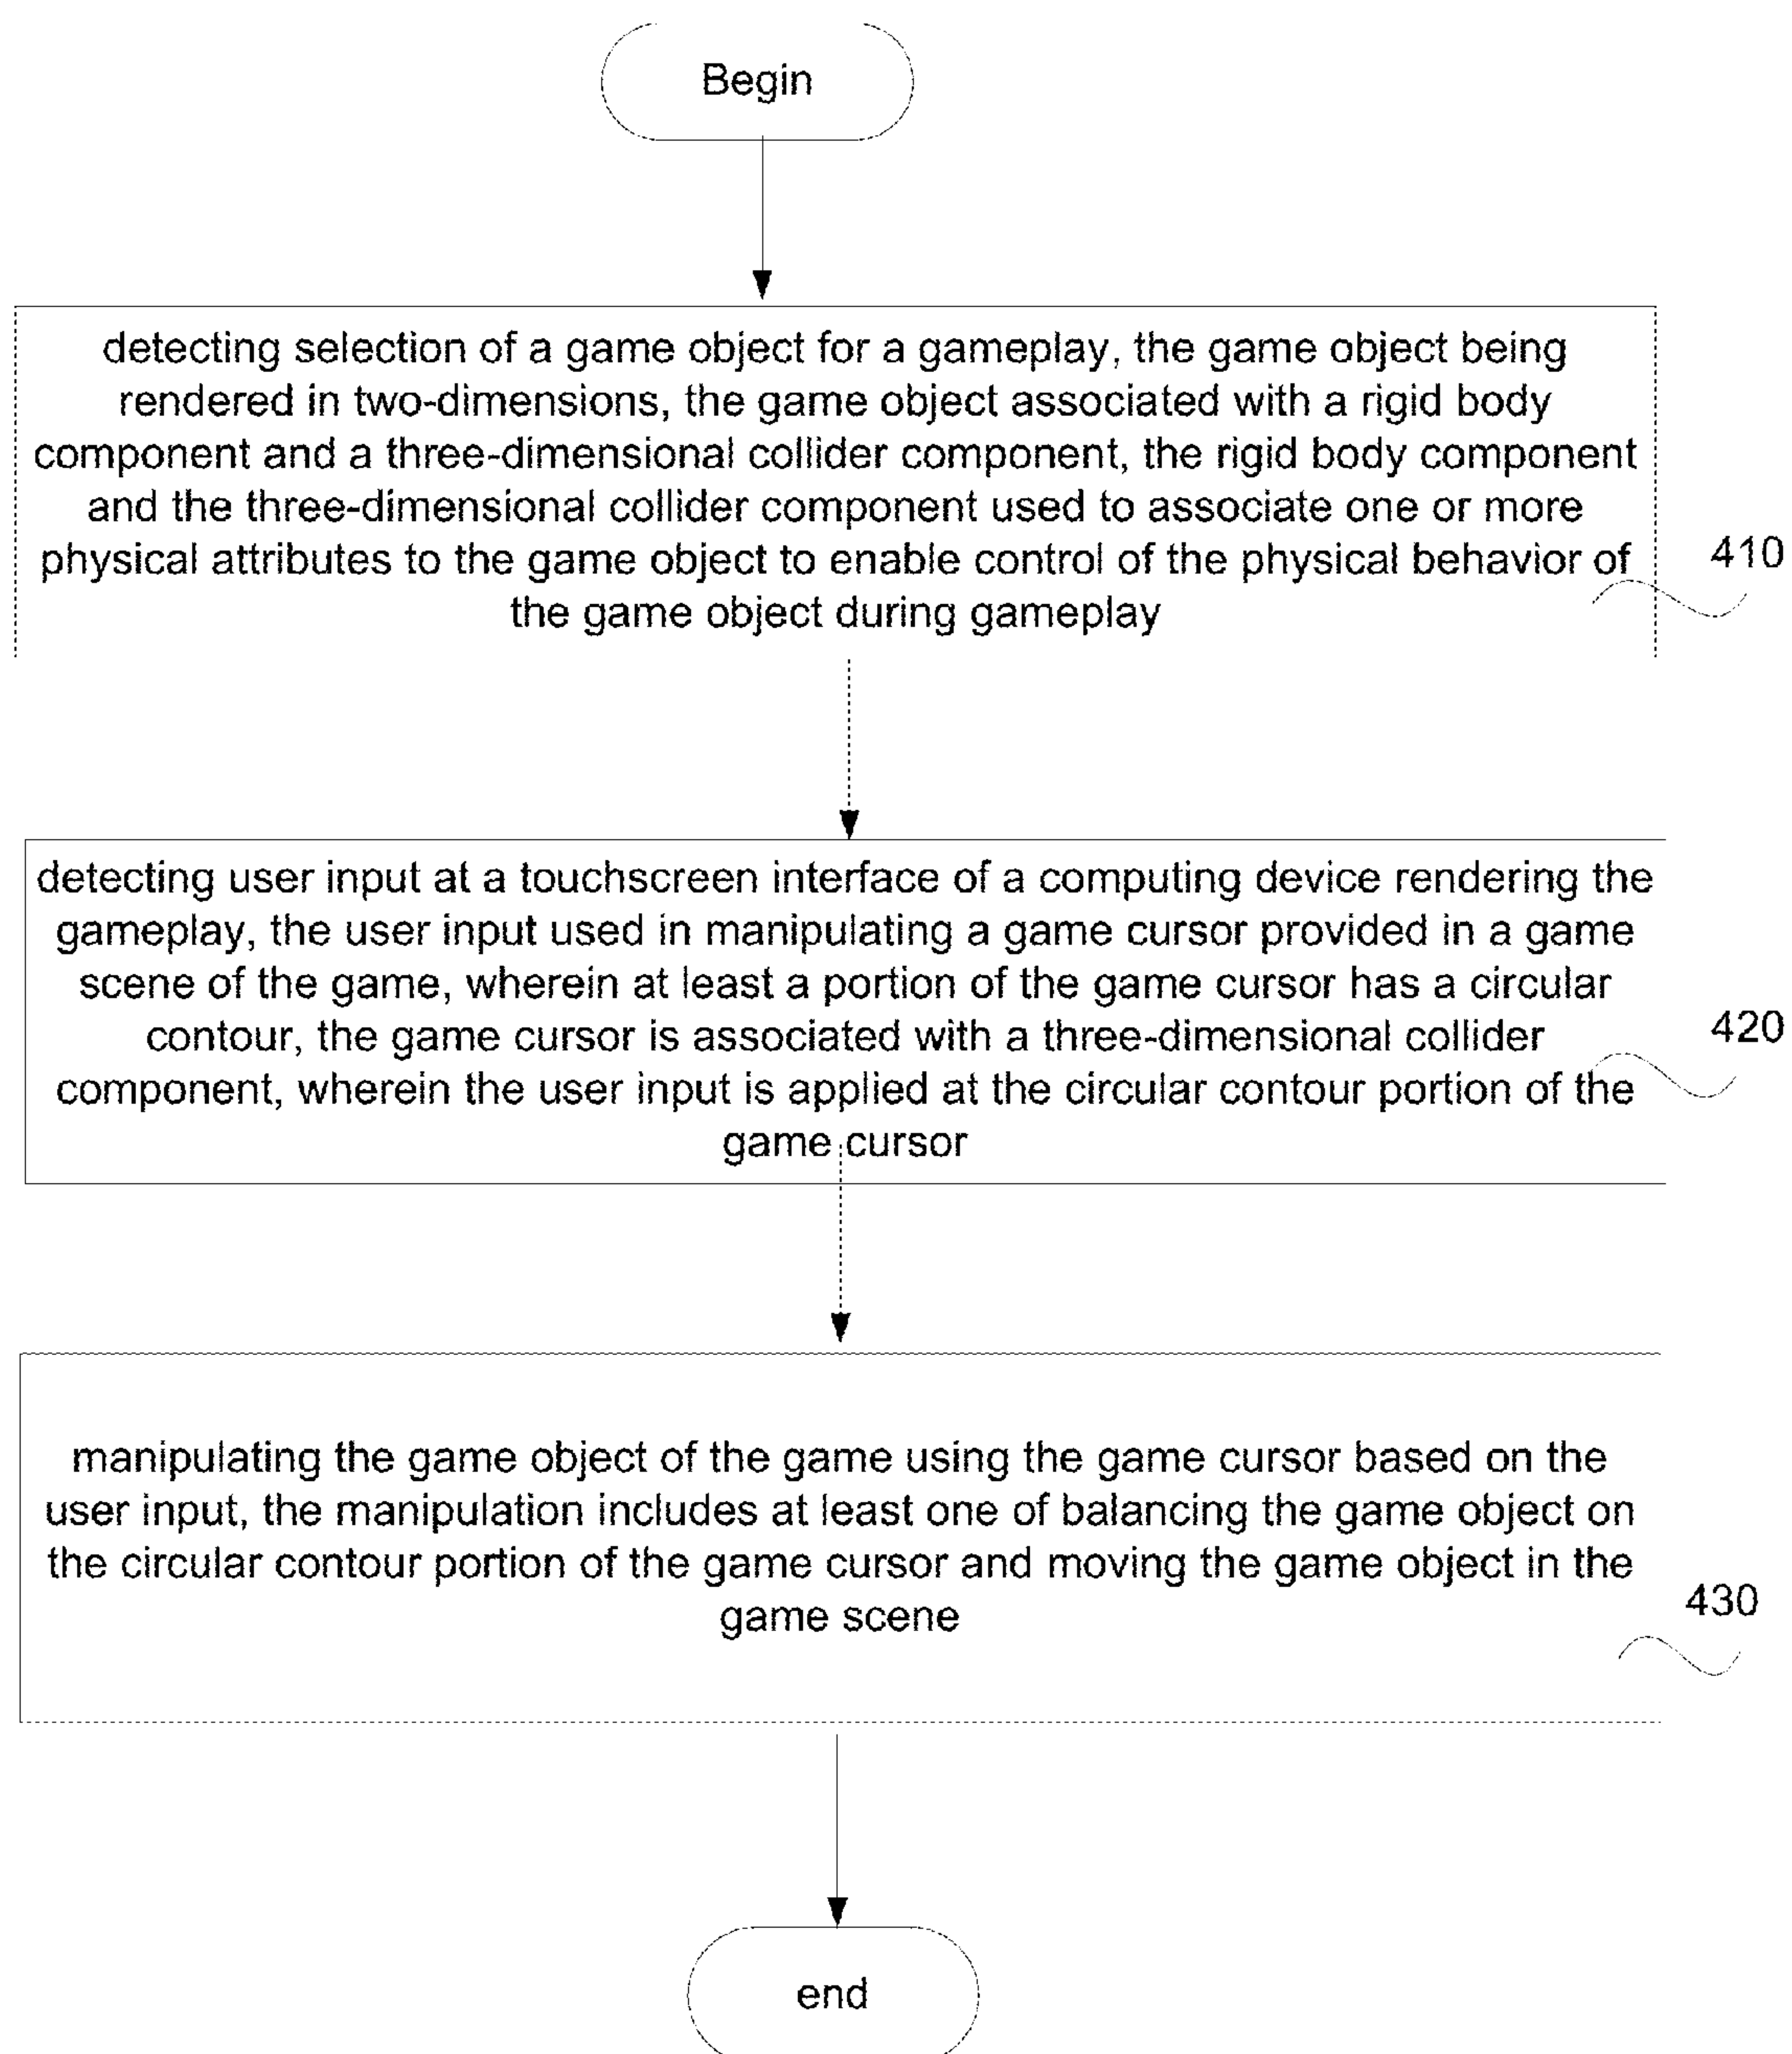 Begin
detecting selection of a game object for a gameplay, the game object being
rendered in two-dimensions, the game object associated with a rigid body
component and a three-dimensional collider component, the rigid body component
and the three-dimensional collider component used to associate one or more
physical attributes to the game object to enable control of the physical behavior of
the game object during gameplay
410
detecting user input at a touchscreen interface of a computing device rendering the
gameplay, the user input used in manipulating a game cursor provided in a game
scene of the game, wherein at least a portion of the game cursor has a circular
contour, the game cursor is associated with a three-dimensional collider
component, wherein the user input is applied at the circular contour portion of the
game cursor
420
manipulating the game object of the game using the game cursor based on the
user input, the manipulation includes at least one of balancing the game object on
the circular contour portion of the game cursor and moving the game object in the
game scene
430
end